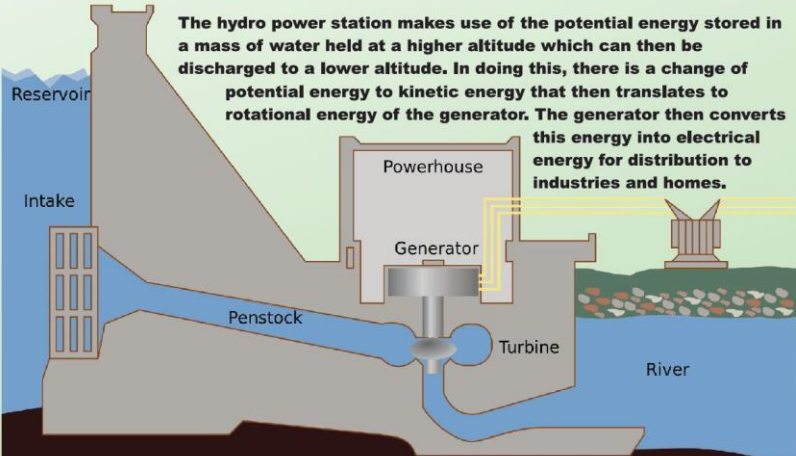 The hydro power station makes use of the potential energy stored in
a mass of water held at a higher altitude which can then be
discharged to a lower altitude. In doing this, there is a change of
potential energy to kinetic energy that then translates to
rotational energy of the generator. The generator then converts
this energy into electrical
energy for distribution to
industries and homes.
Reservoir
Powerhouse
Intake
Generator
Penstock
Turbine
River